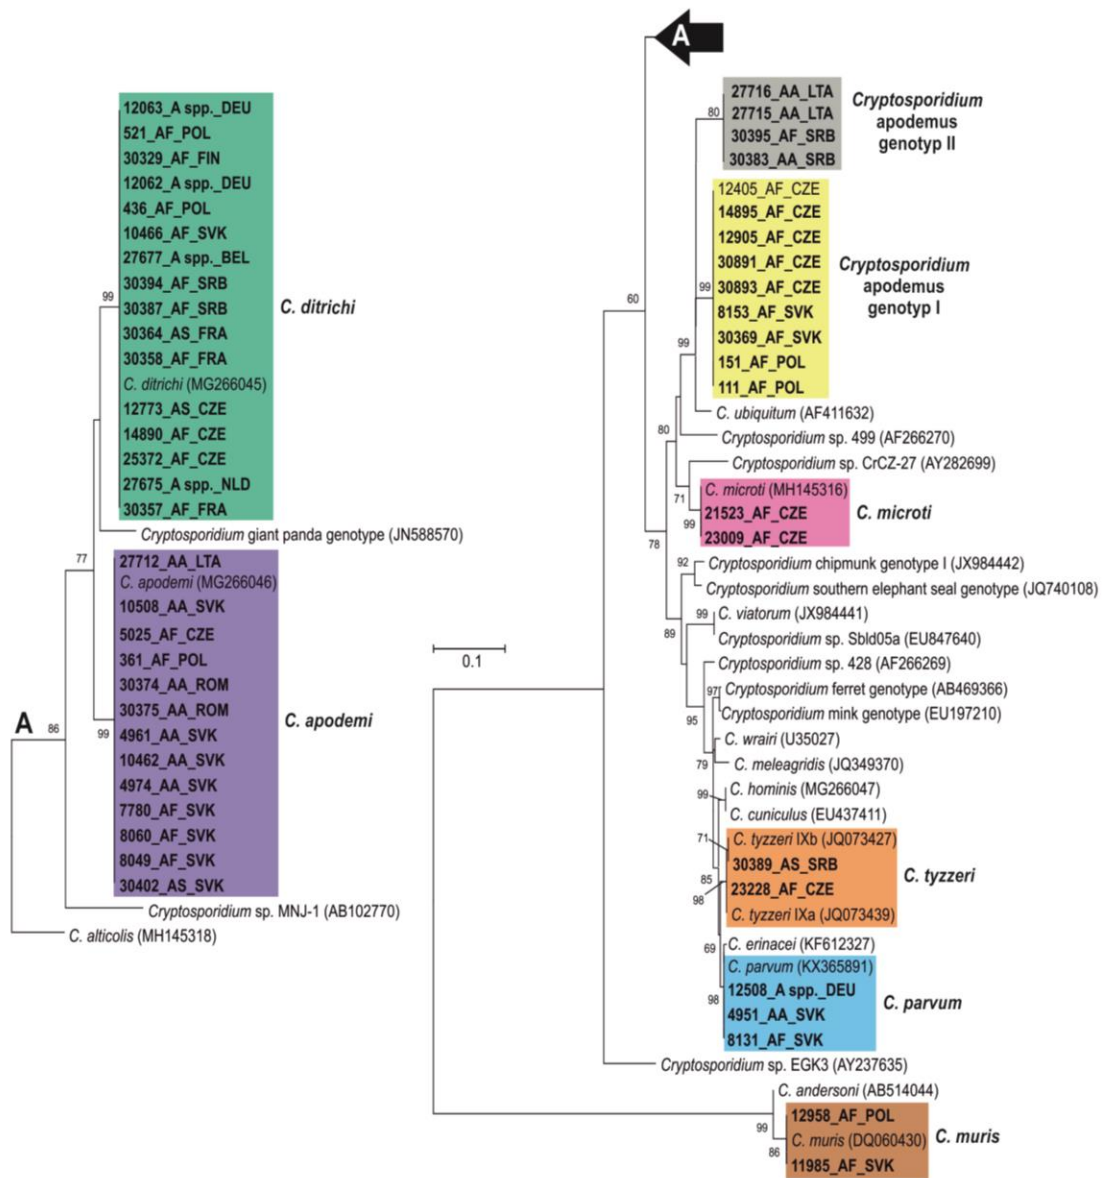 12063_A spp._DEU
521_AF_POL
30329_AF_FIN
12062_A spp._DEU
436_AF_POL
10466_AF_SVK
27677_A spp._BEL
30394_AF_SRB
30387_AF_SRB
30364_AS_FRA
30358_AF_FRA
C. ditrichi (MG266045)
12773_AS_CZE
14890_AF_CZE
25372_AF_CZE
27675_A spp._NLD
30357_AF_FRA
99
C. ditrichi
Cryptosporidium giant panda genotype (JN588570)
77
27712_AA_LTA
C. apodemi (MG266046)
10508_AA_SVK
5025_AF_CZE
361_AF_POL
30374_AA_ROM
30375_AA_ROM
4961_AA_SVK
10462_AA_SVK
4974_AA_SVK
7780_AF_SVK
8060_AF_SVK
8049_AF_SVK
30402_AS_SVK
99
C. apodemi
A
86
Cryptosporidium sp. MNJ-1 (AB102770)
C. alticolis (MH145318)
0.1
A
27716_AA_LTA
27715_AA_LTA
30395_AF_SRB
30383_AA_SRB
80
Cryptosporidium
apodemus
genotyp II
12405_AF_CZE
14895_AF_CZE
12905_AF_CZE
30891_AF_CZE
30893_AF_CZE
8153_AF_SVK
30369_AF_SVK
151_AF_POL
111_AF_POL
99
Cryptosporidium
apodemus
genotyp I
60
99
C. ubiquitum (AF411632)
80
Cryptosporidium sp. 499 (AF266270)
Cryptosporidium sp. CrCZ-27 (AY282699)
71
C. microti (MH145316)
21523_AF_CZE
23009_AF_CZE
99
C. microti
78
92
Cryptosporidium chipmunk genotype I (JX984442)
Cryptosporidium southern elephant seal genotype (JQ740108)
89
99
C. viatorum (JX984441)
Cryptosporidium sp. Sbld05a (EU847640)
Cryptosporidium sp. 428 (AF266269)
95
97
Cryptosporidium ferret genotype (AB469366)
Cryptosporidium mink genotype (EU197210)
C. wrairi (U35027)
79
C. meleagridis (JQ349370)
99
C. hominis (MG266047)
C. cuniculus (EU437411)
71
C. tyzzeri IXb (JQ073427)
30389_AS_SRB
23228_AF_CZE
C. tyzzeri IXa (JQ073439)
85
98
C. tyzzeri
69
C. erinacei (KF612327)
C. parvum (KX365891)
12508_A spp._DEU
4951_AA_SVK
8131_AF_SVK
98
C. parvum
Cryptosporidium sp. EGK3 (AY237635)
C. andersoni (AB514044)
99
12958_AF_POL
C. muris (DQ060430)
11985_AF_SVK
86
C. muris